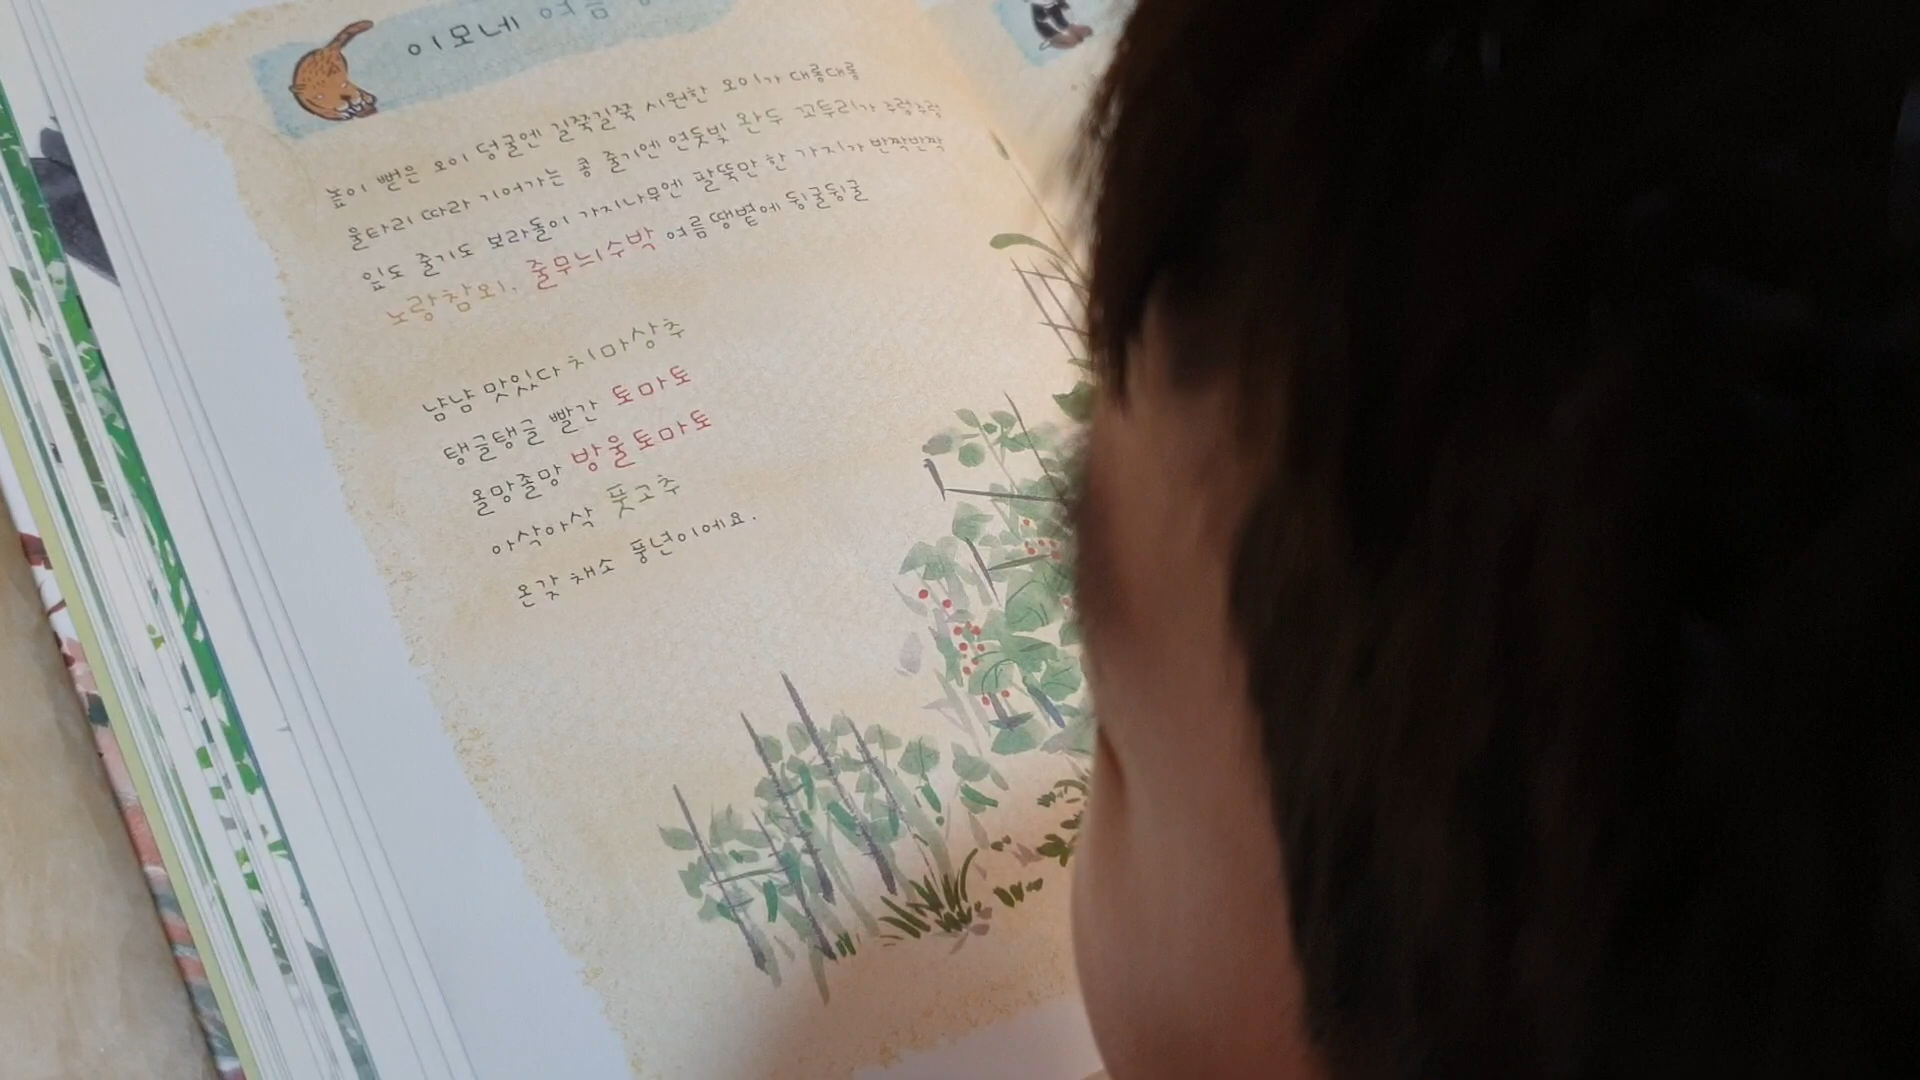 이모네 여름
높이 뻗은 오이 덩굴엔 길쭉길쭉 시원한 오이가 대롱대롱
울타리 따라 기어가는 콩 줄기엔 연둣빛 완두 꼬투리가 주렁주렁
잎도 줄기도 보라돌이 가지나무엔 팔뚝만 한 가지가 반짝반짝
노랑참외, 줄무늬수박 여름 땡볕에 뒹굴뒹굴
냠냠 맛있다 치마상추
탱글탱글 빨간 토마토
올망졸망 방울토마토
아삭아삭 풋고추
온갖 채소 풍년이에요.